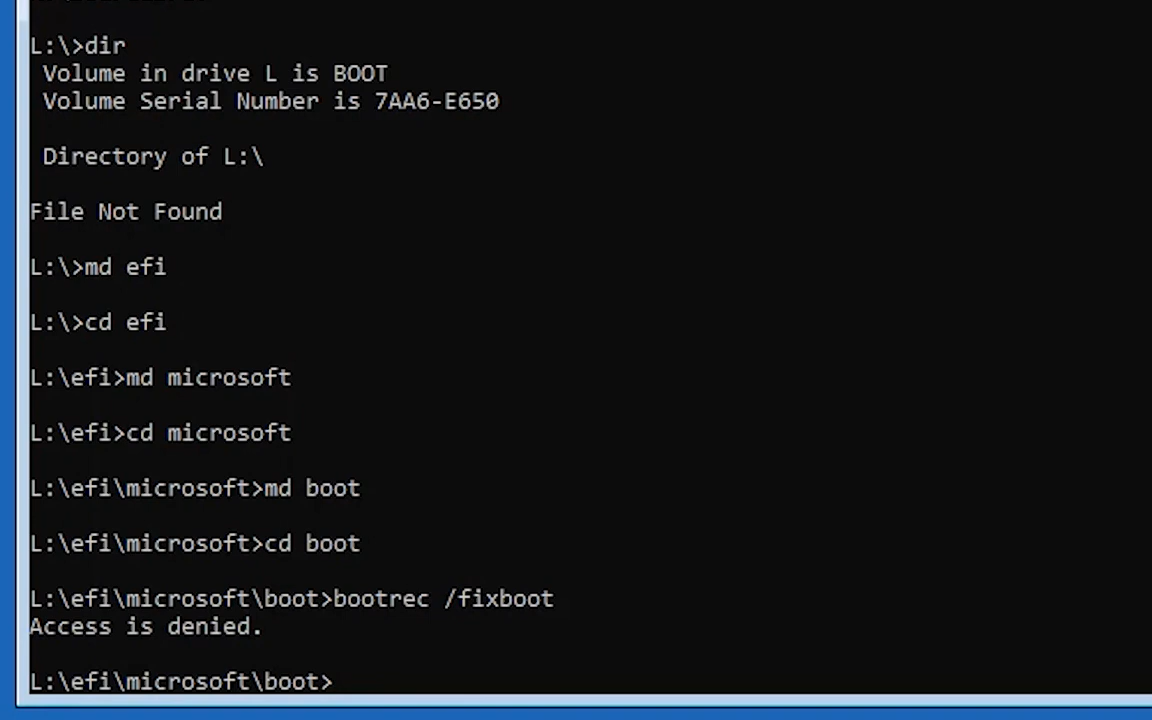 L:\>dir
Volume in drive L is BOOT
Volume Serial Number is 7AA6-E650
Directory of L:\
File Not Found
L:\>md efi
L:\>cd efi
L:\efi>md microsoft
L:\efi>cd microsoft
L:\efi\microsoft>md boot
L:\efi\microsoft>cd boot
L:\efi\microsoft\boot>bootrec /fixboot
Access is denied.
L:\efi\microsoft\boot>